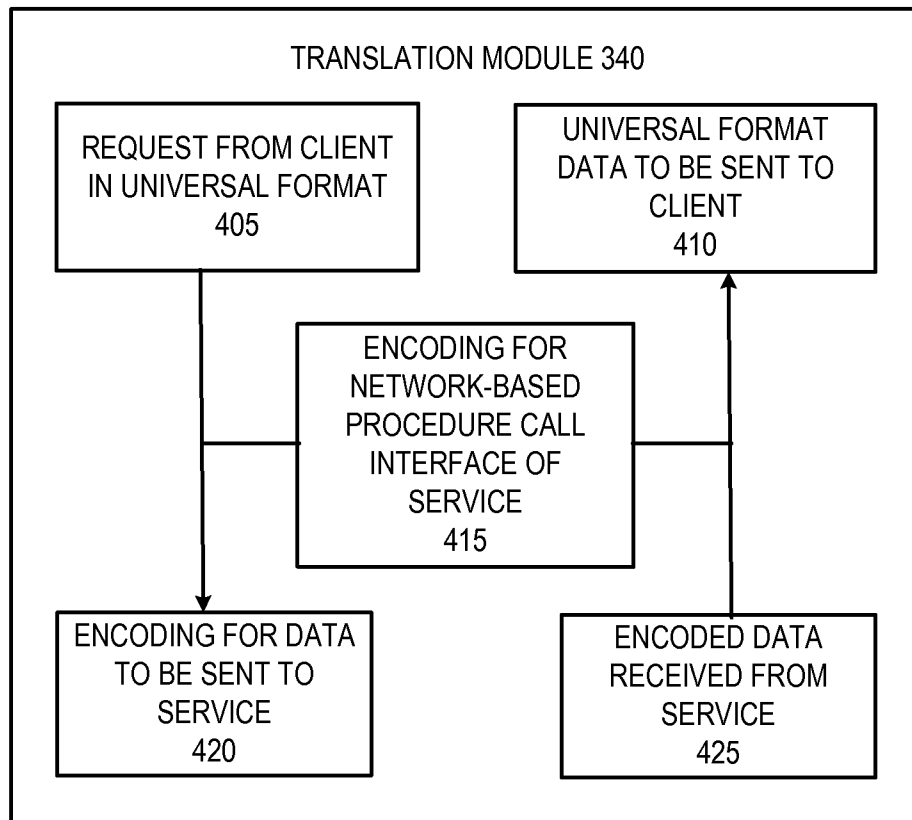 TRANSLATION MODULE 340
REQUEST FROM CLIENT
IN UNIVERSAL FORMAT
405
UNIVERSAL FORMAT
DATA TO BE SENT TO
CLIENT
410
ENCODING FOR
NETWORK-BASED
PROCEDURE CALL
INTERFACE OF
SERVICE
415
ENCODING FOR DATA
TO BE SENT TO
SERVICE
420
ENCODED DATA
RECEIVED FROM
SERVICE
425